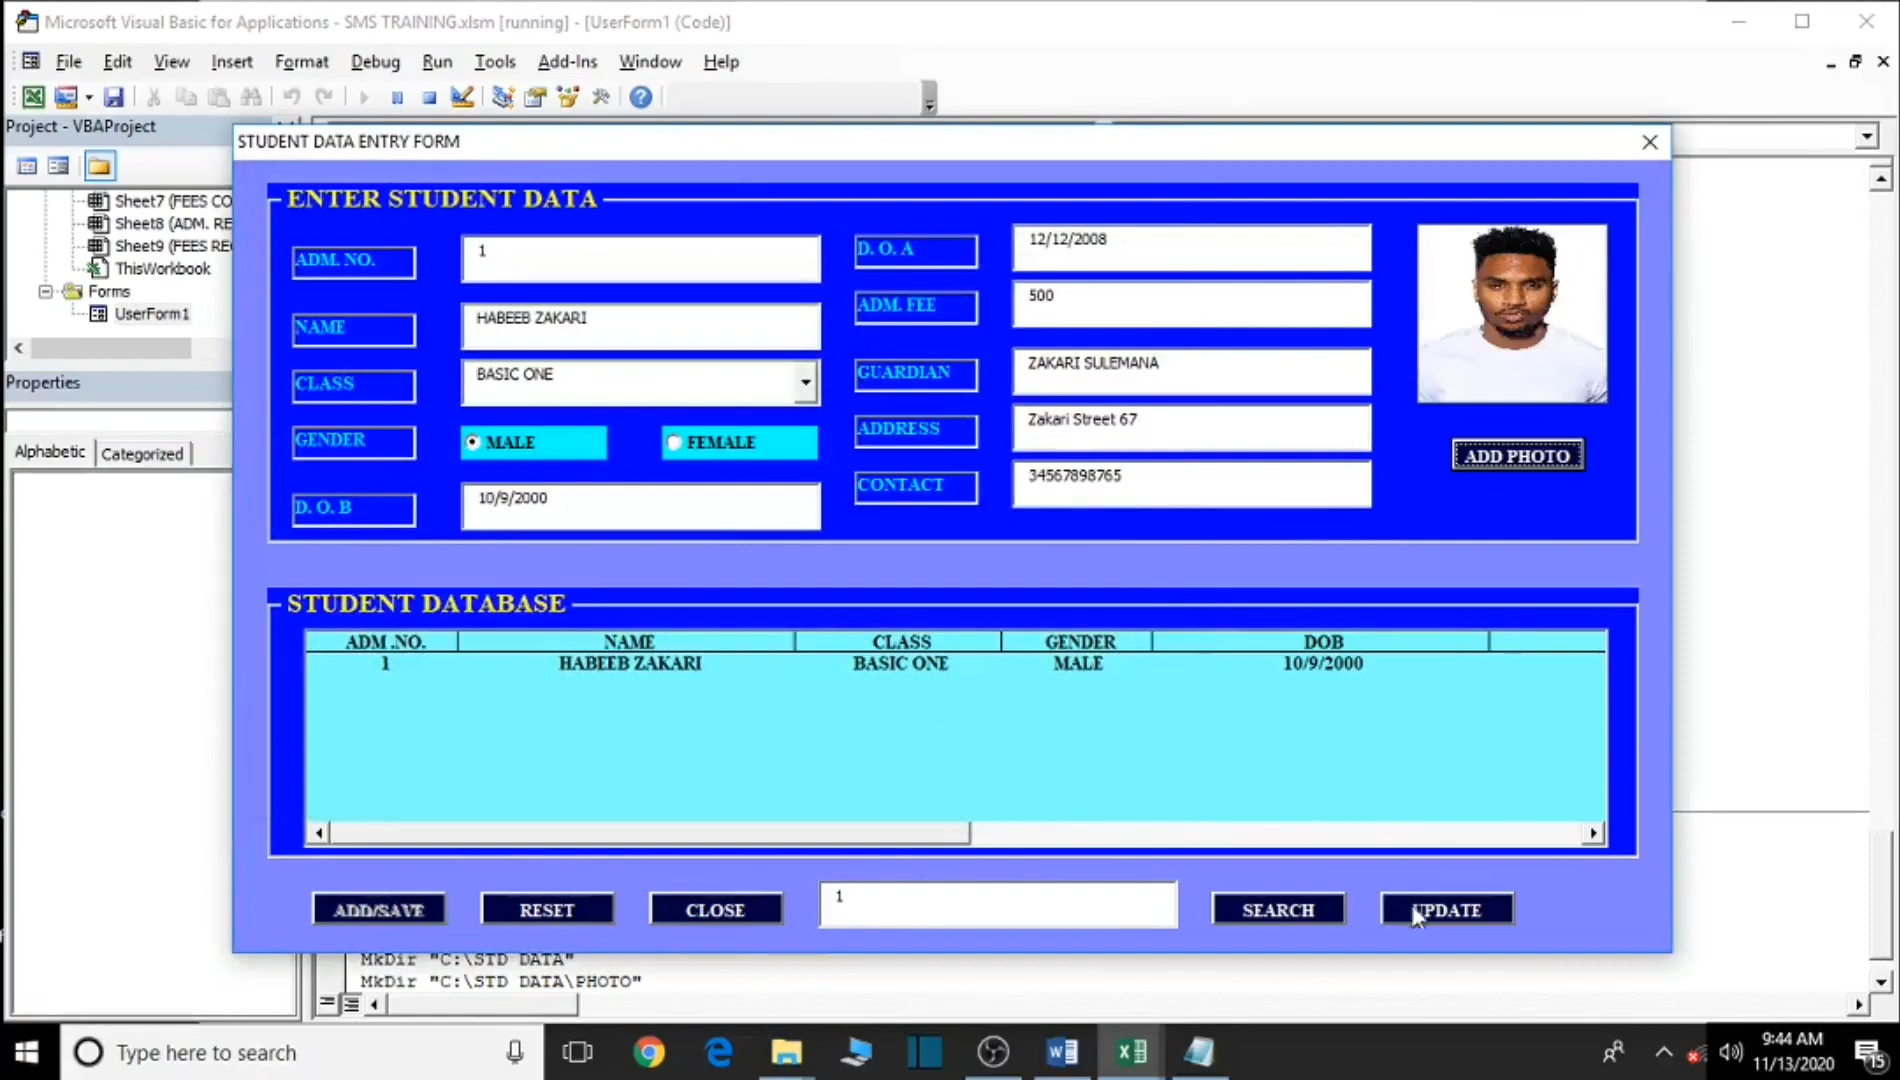 Microsoft Visual Basic for Applications - SMS TRAINING.xlsm [running] - [UserForm1 (Code)]
File Edit View Insert Format Debug Run Tools Add-Ins Window Help
Project - VBAProject
STUDENT DATA ENTRY FORM
Sheet7 (FEES CO
Sheet8 (ADM. RE
Sheet9 (FEES REC
ThisWorkbook
Forms
UserForm1
Properties
Alphabetic Categorized
ENTER STUDENT DATA
ADM. NO. 1
NAME HABEEB ZAKARI
CLASS BASIC ONE
GENDER MALE FEMALE
D. O. B 10/9/2000
D. O. A 12/12/2008
ADM. FEE 500
GUARDIAN ZAKARI SULEMANA
ADDRESS Zakari Street 67
CONTACT 34567898765
ADD PHOTO
STUDENT DATABASE
ADM .NO. NAME CLASS GENDER DOB
1 HABEEB ZAKARI BASIC ONE MALE 10/9/2000
ADD/SAVE RESET CLOSE 1 SEARCH UPDATE
MkDir "C:\STD DATA"
MkDir "C:\STD DATA\PHOTO"
Type here to search
9:44 AM
11/13/2020
15